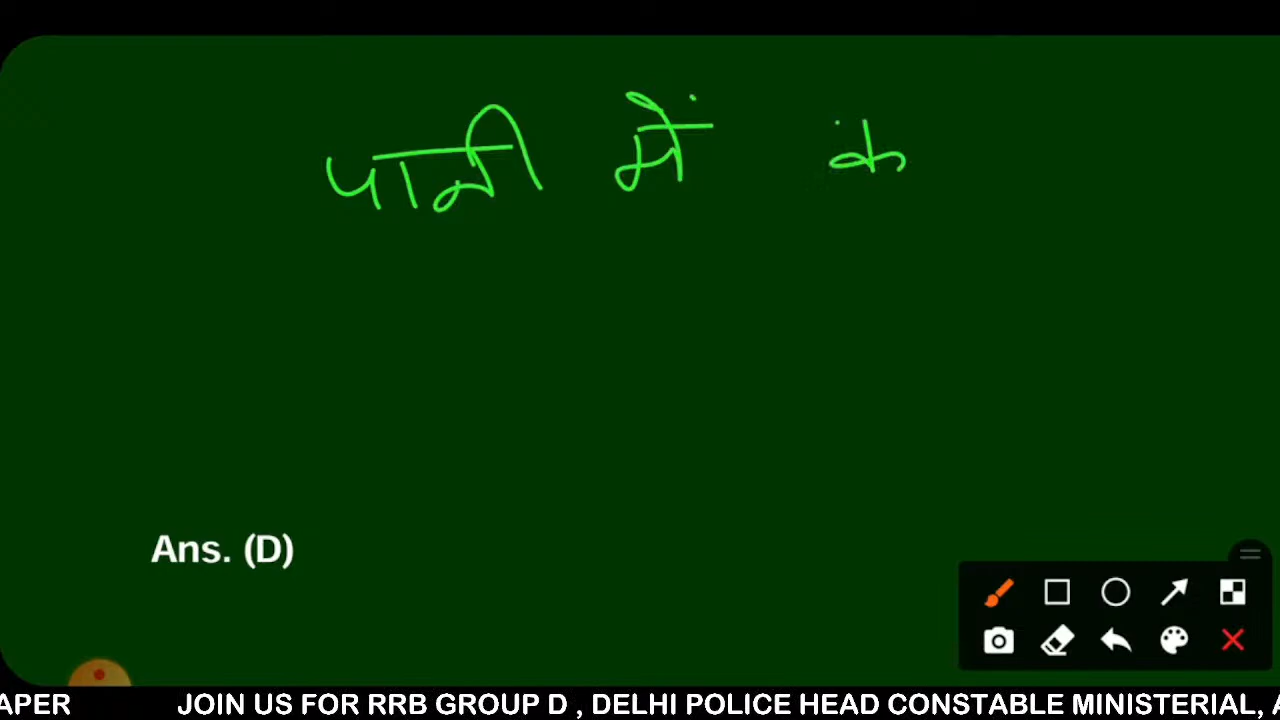 पानी में क
Ans. (D)
APER JOIN US FOR RRB GROUP D , DELHI POLICE HEAD CONSTABLE MINISTERIAL, A